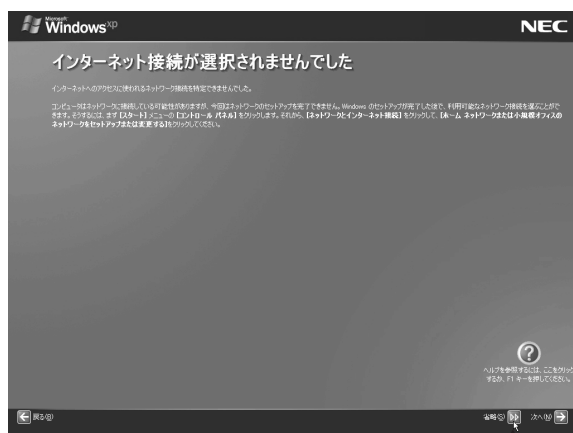 Microsoft
Windows xp
NEC
インターネット接続が選択されませんでした
インターネットへのアクセスに使われるネットワーク接続を特定できませんでした。
コンピュータはネットワークに接続している可能性がありますが、今回はネットワークのセットアップを完了できません。Windows のセットアップが完了した後で、利用可能なネットワーク接続を選ぶことがで
きます。そうするには、まず [スタート] メニューの [コントロール パネル] をクリックします。それから、[ネットワークとインターネット接続] をクリックして、[ホーム ネットワークまたは小規模オフィスの
ネットワークをセットアップまたは変更する]をクリックしてください。
ヘルプを参照するには、ここをクリック
するか、F1 キーを押してください。
戻る(B)
省略(S)
次へ(N)